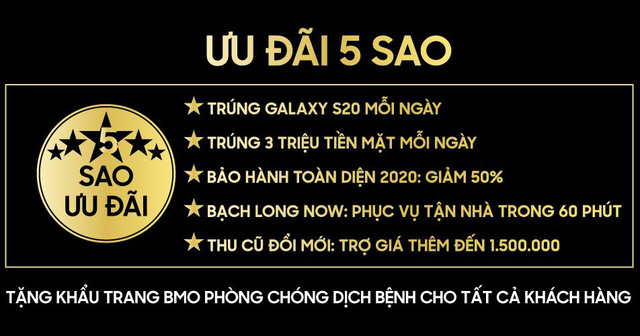 ƯU ĐÃI 5 SAO
5
SAO
ƯU ĐÃI
TRÚNG GALAXY S20 MỖI NGÀY
TRÚNG 3 TRIỆU TIỀN MẶT MỖI NGÀY
BẢO HÀNH TOÀN DIỆN 2020: GIẢM 50%
BẠCH LONG NOW: PHỤC VỤ TẬN NHÀ TRONG 60 PHÚT
THU CŨ ĐỔI MỚI: TRỢ GIÁ THÊM ĐẾN 1.500.000
TẶNG KHẨU TRANG BMO PHÒNG CHỐNG DỊCH BỆNH CHO TẤT CẢ KHÁCH HÀNG